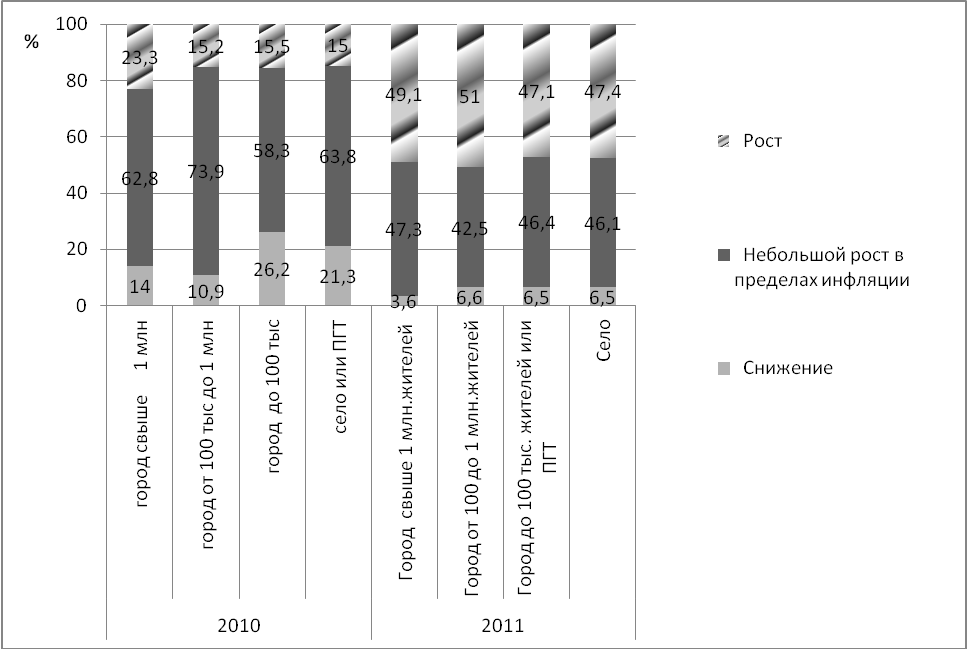 %
100
80
60
40
20
0
23,3
15,2
15,5
15
49,1
51
47,1
47,4
62,8
73,9
58,3
63,8
47,3
42,5
46,4
46,1
14
10,9
26,2
21,3
3,6
6,6
6,5
6,5
город свыше 1 млн
город от 100 тыс до 1 млн
город до 100 тыс
село или ПГТ
Город свыше 1 млн.жителей
Город от 100 до 1 млн.жителей
Город до 100 тыс. жителей или
ПГТ
Село
2010
2011
Рост
Небольшой рост в
пределах инфляции
Снижение